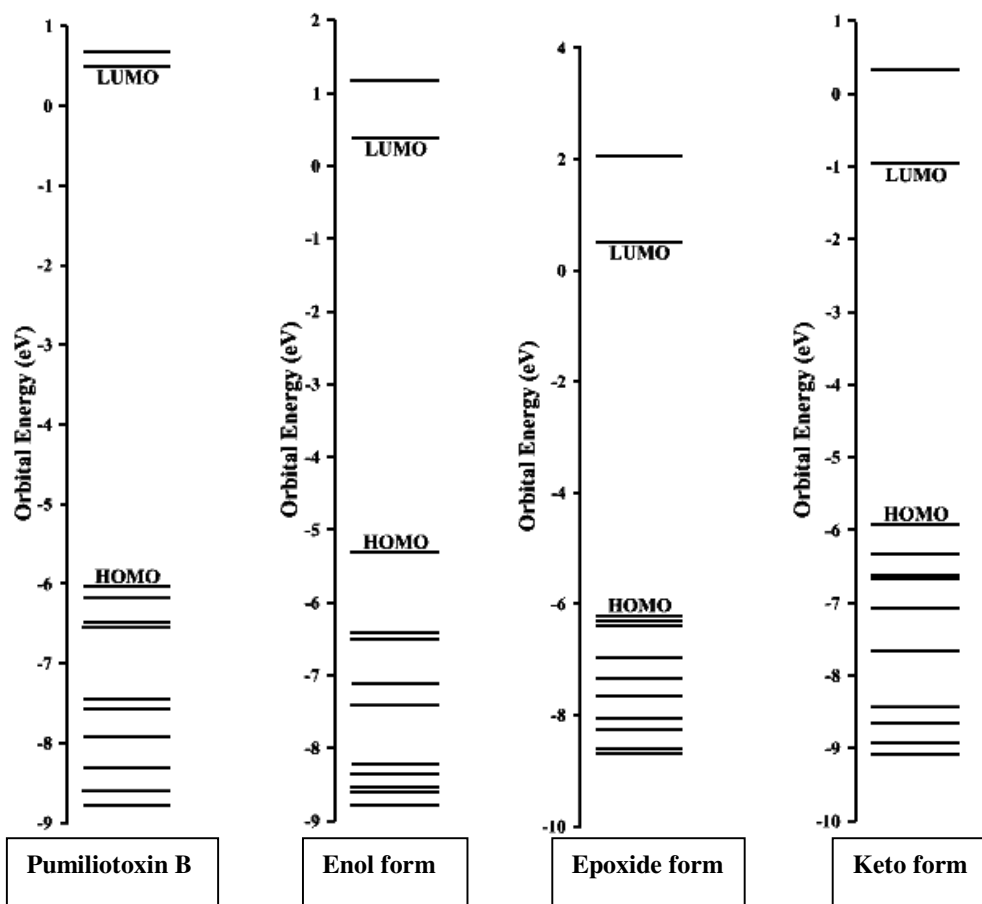 Orbital Energy (eV)
1
0
-1
-2
-3
-4
-5
-6
-7
-8
-9
LUMO
HOMO
Pumiliotoxin B
Orbital Energy (eV)
2
1
0
-1
-2
-3
-4
-5
-6
-7
-8
-9
LUMO
HOMO
Enol form
Orbital Energy (eV)
4
2
0
-2
-4
-6
-8
-10
LUMO
HOMO
Epoxide form
Orbital Energy (eV)
1
0
-1
-2
-3
-4
-5
-6
-7
-8
-9
-10
LUMO
HOMO
Keto form